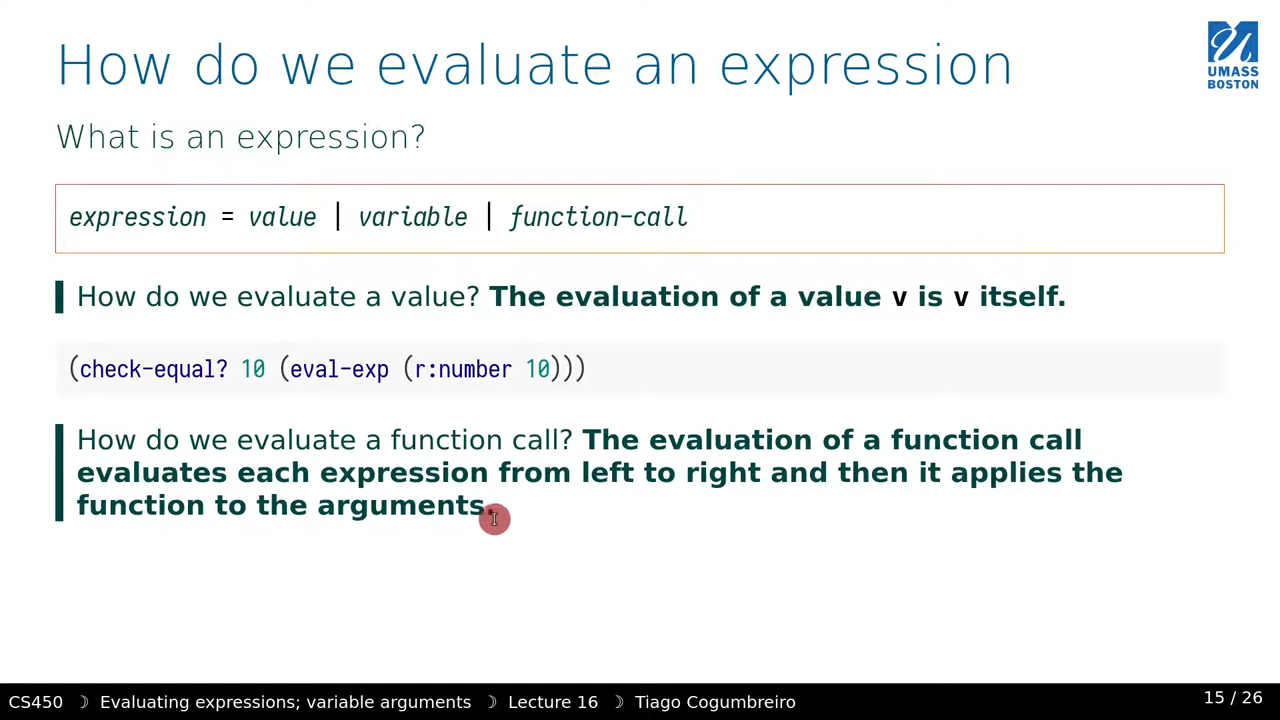 How do we evaluate an expression
UMASS
BOSTON
What is an expression?
expression = value | variable | function-call
How do we evaluate a value? The evaluation of a value v is v itself.
(check-equal? 10 (eval-exp (r:number 10)))
How do we evaluate a function call? The evaluation of a function call
evaluates each expression from left to right and then it applies the
function to the arguments.
CS450 ☽ Evaluating expressions; variable arguments ☽ Lecture 16 ☽ Tiago Cogumbreiro
15 / 26